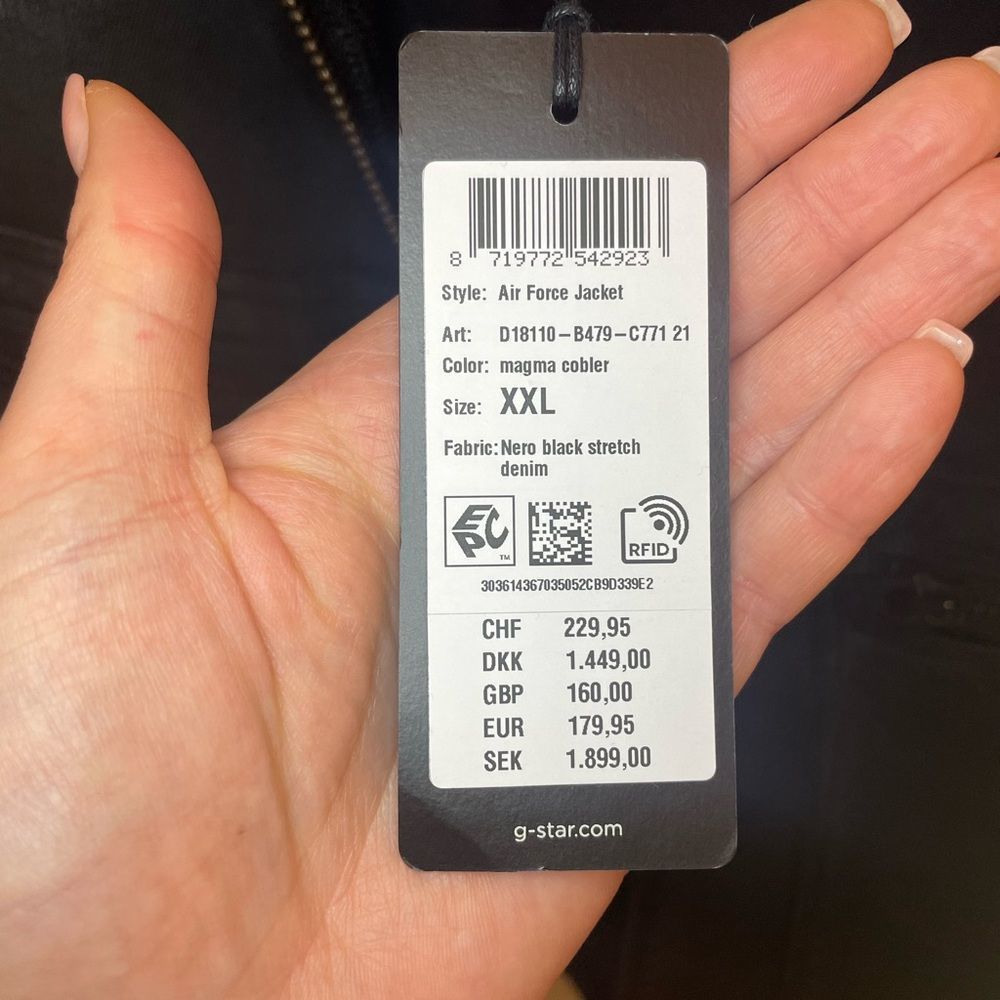 8 719772 542923
Style: Air Force Jacket
Art: D18110-B479-C771 21
Color: magma cobler
Size: XXL
Fabric: Nero black stretch
denim
EPC TM
RFID
303614367035052CB9D339E2
CHF 229,95
DKK 1.449,00
GBP 160,00
EUR 179,95
SEK 1.899,00
g-star.com